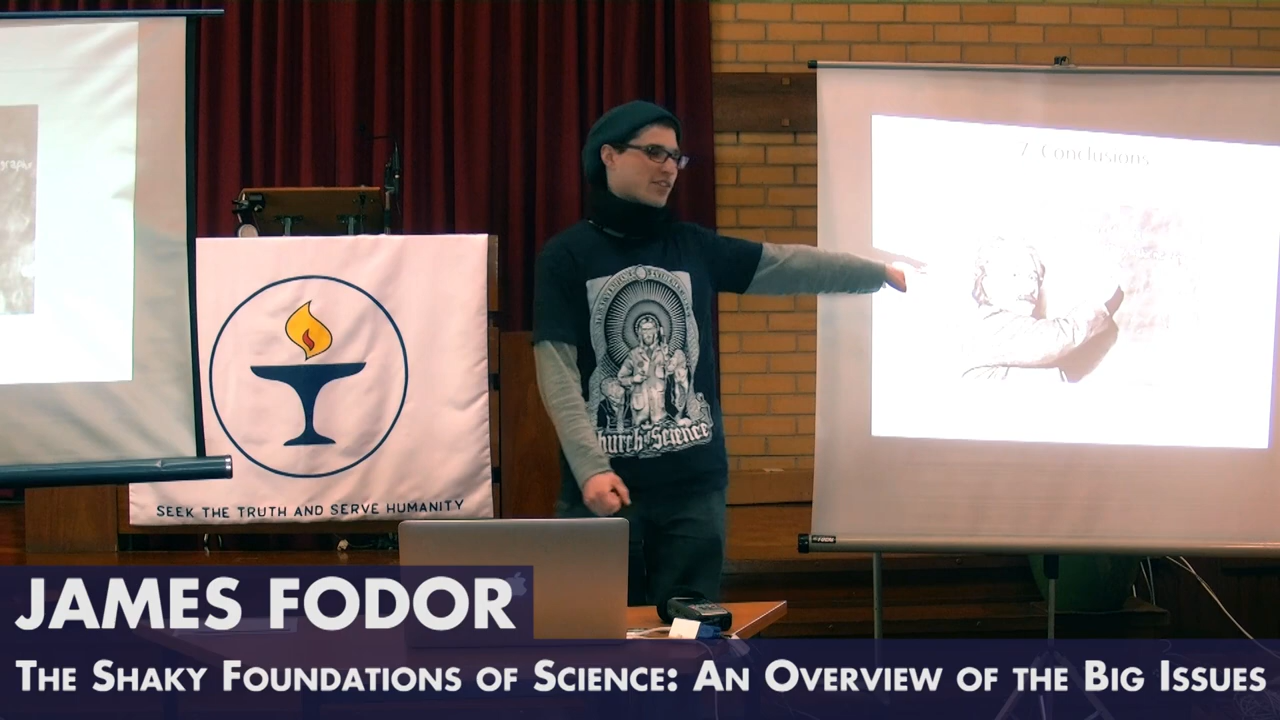 graphs
7 Conclusions
Church of Science
SEEK THE TRUTH AND SERVE HUMANITY
JAMES FODOR
THE SHAKY FOUNDATIONS OF SCIENCE: AN OVERVIEW OF THE BIG ISSUES